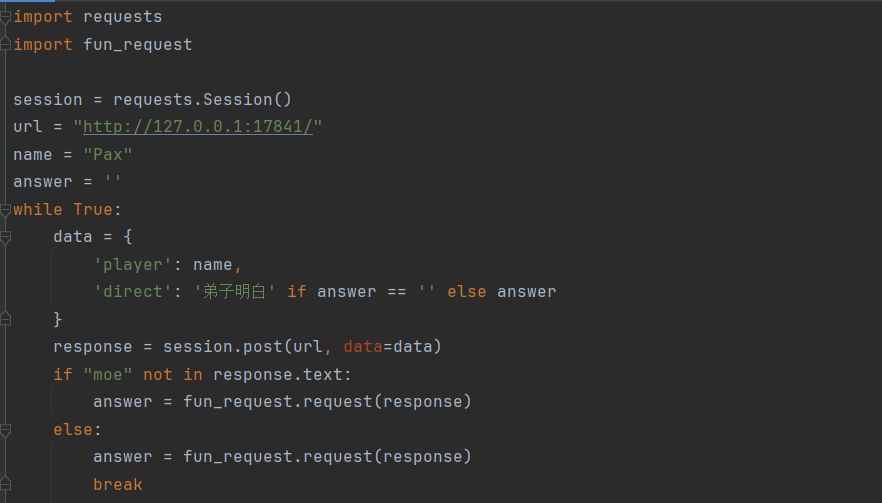 import requests
import fun_request
session = requests.Session()
url = "http://127.0.0.1:17841/"
name = "Pax"
answer = ''
while True:
    data = {
        'player': name,
        'direct': '弟子明白' if answer == '' else answer
    }
    response = session.post(url, data=data)
    if "moe" not in response.text:
        answer = fun_request.request(response)
    else:
        answer = fun_request.request(response)
        break